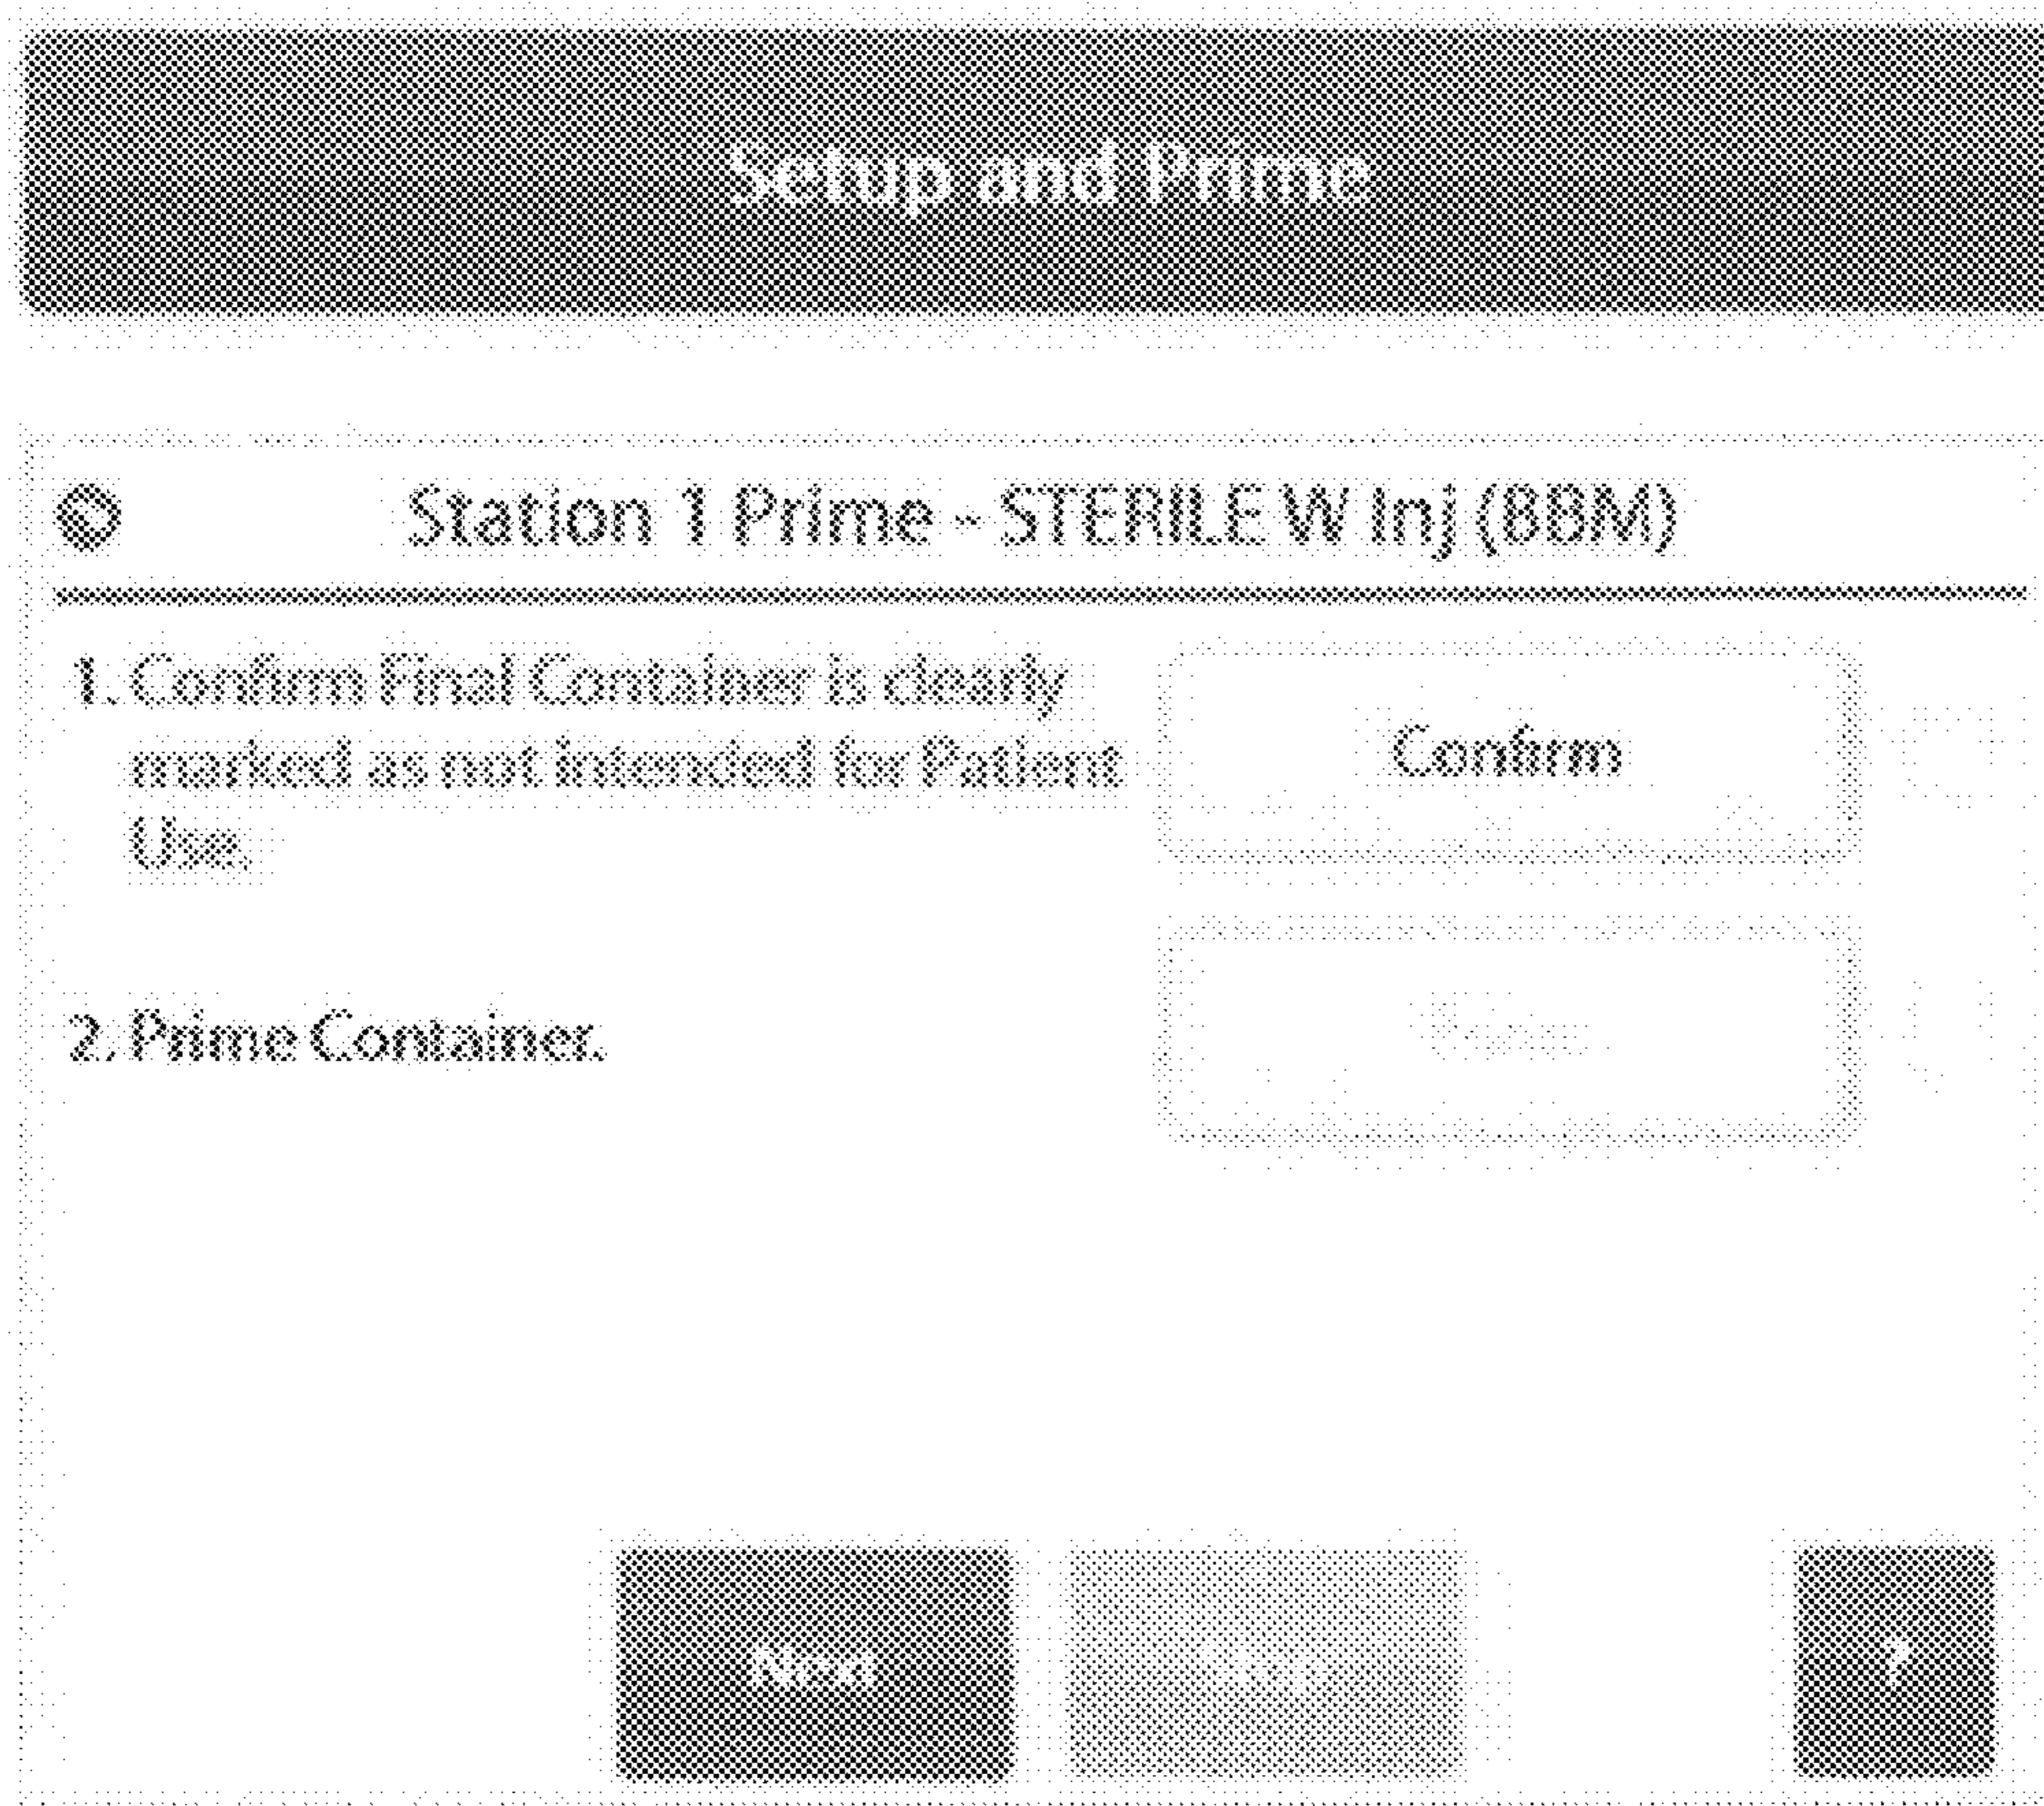 Setup and Prime
Station 1 Prime - STERILE W Inj (BBM)
1. Confirm Final Container is clearly
marked as not intended for Patient
Use.
Confirm
2. Prime Container.
Next
?